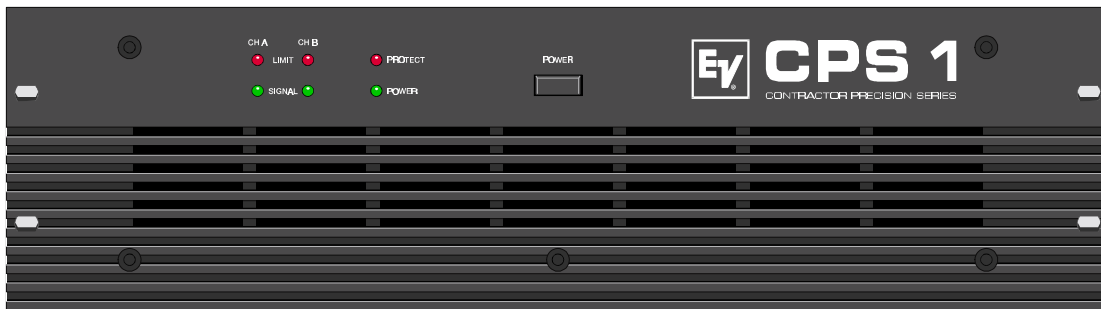 CH A
CH B
LIMIT
PROTECT
SIGNAL
POWER
POWER
EV®
CPS 1
CONTRACTOR PRECISION SERIES